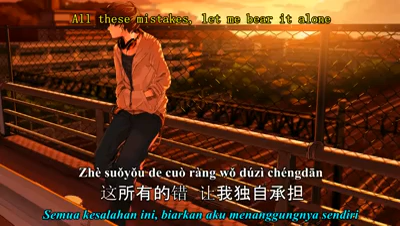 All these mistakes, let me bear it alone
Zhè suǒyǒu de cuò ràng wǒ dúzì chéngdān
这所有的错 让我独自承担
Semua kesalahan ini, biarkan aku menanggungnya sendiri